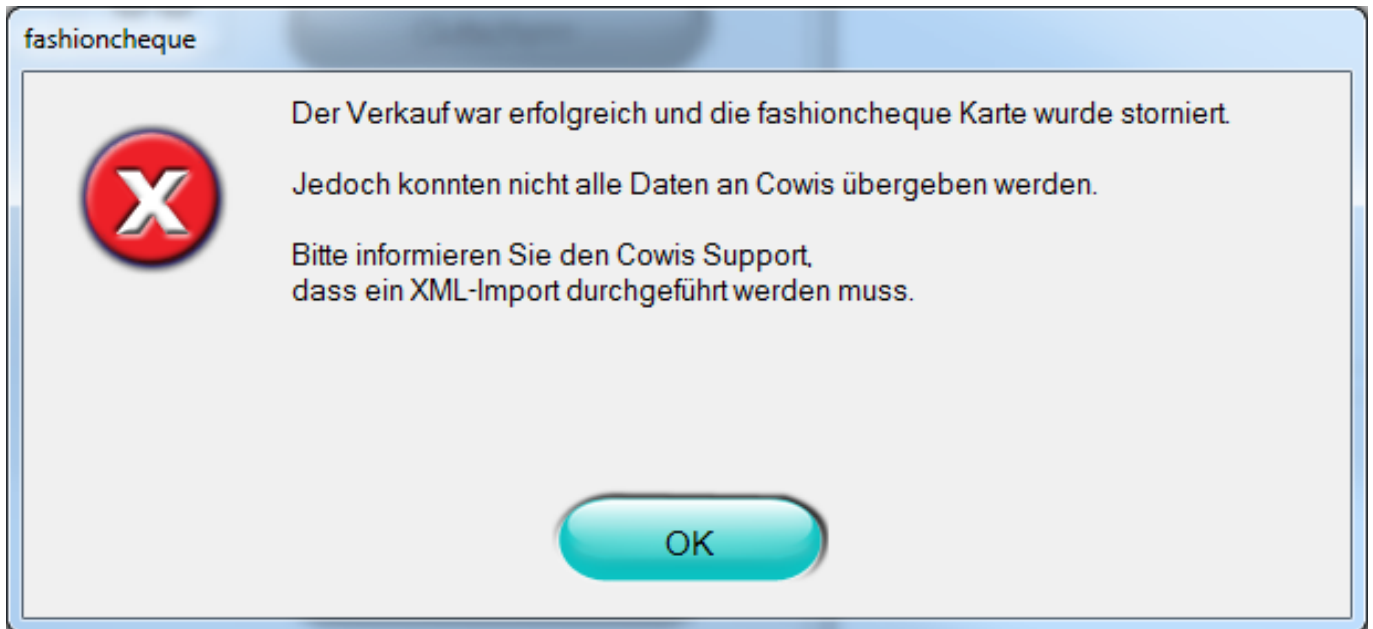 fashioncheque
Der Verkauf war erfolgreich und die fashioncheque Karte wurde storniert.
Jedoch konnten nicht alle Daten an Cowis übergeben werden.
Bitte informieren Sie den Cowis Support,
dass ein XML-Import durchgeführt werden muss.
OK